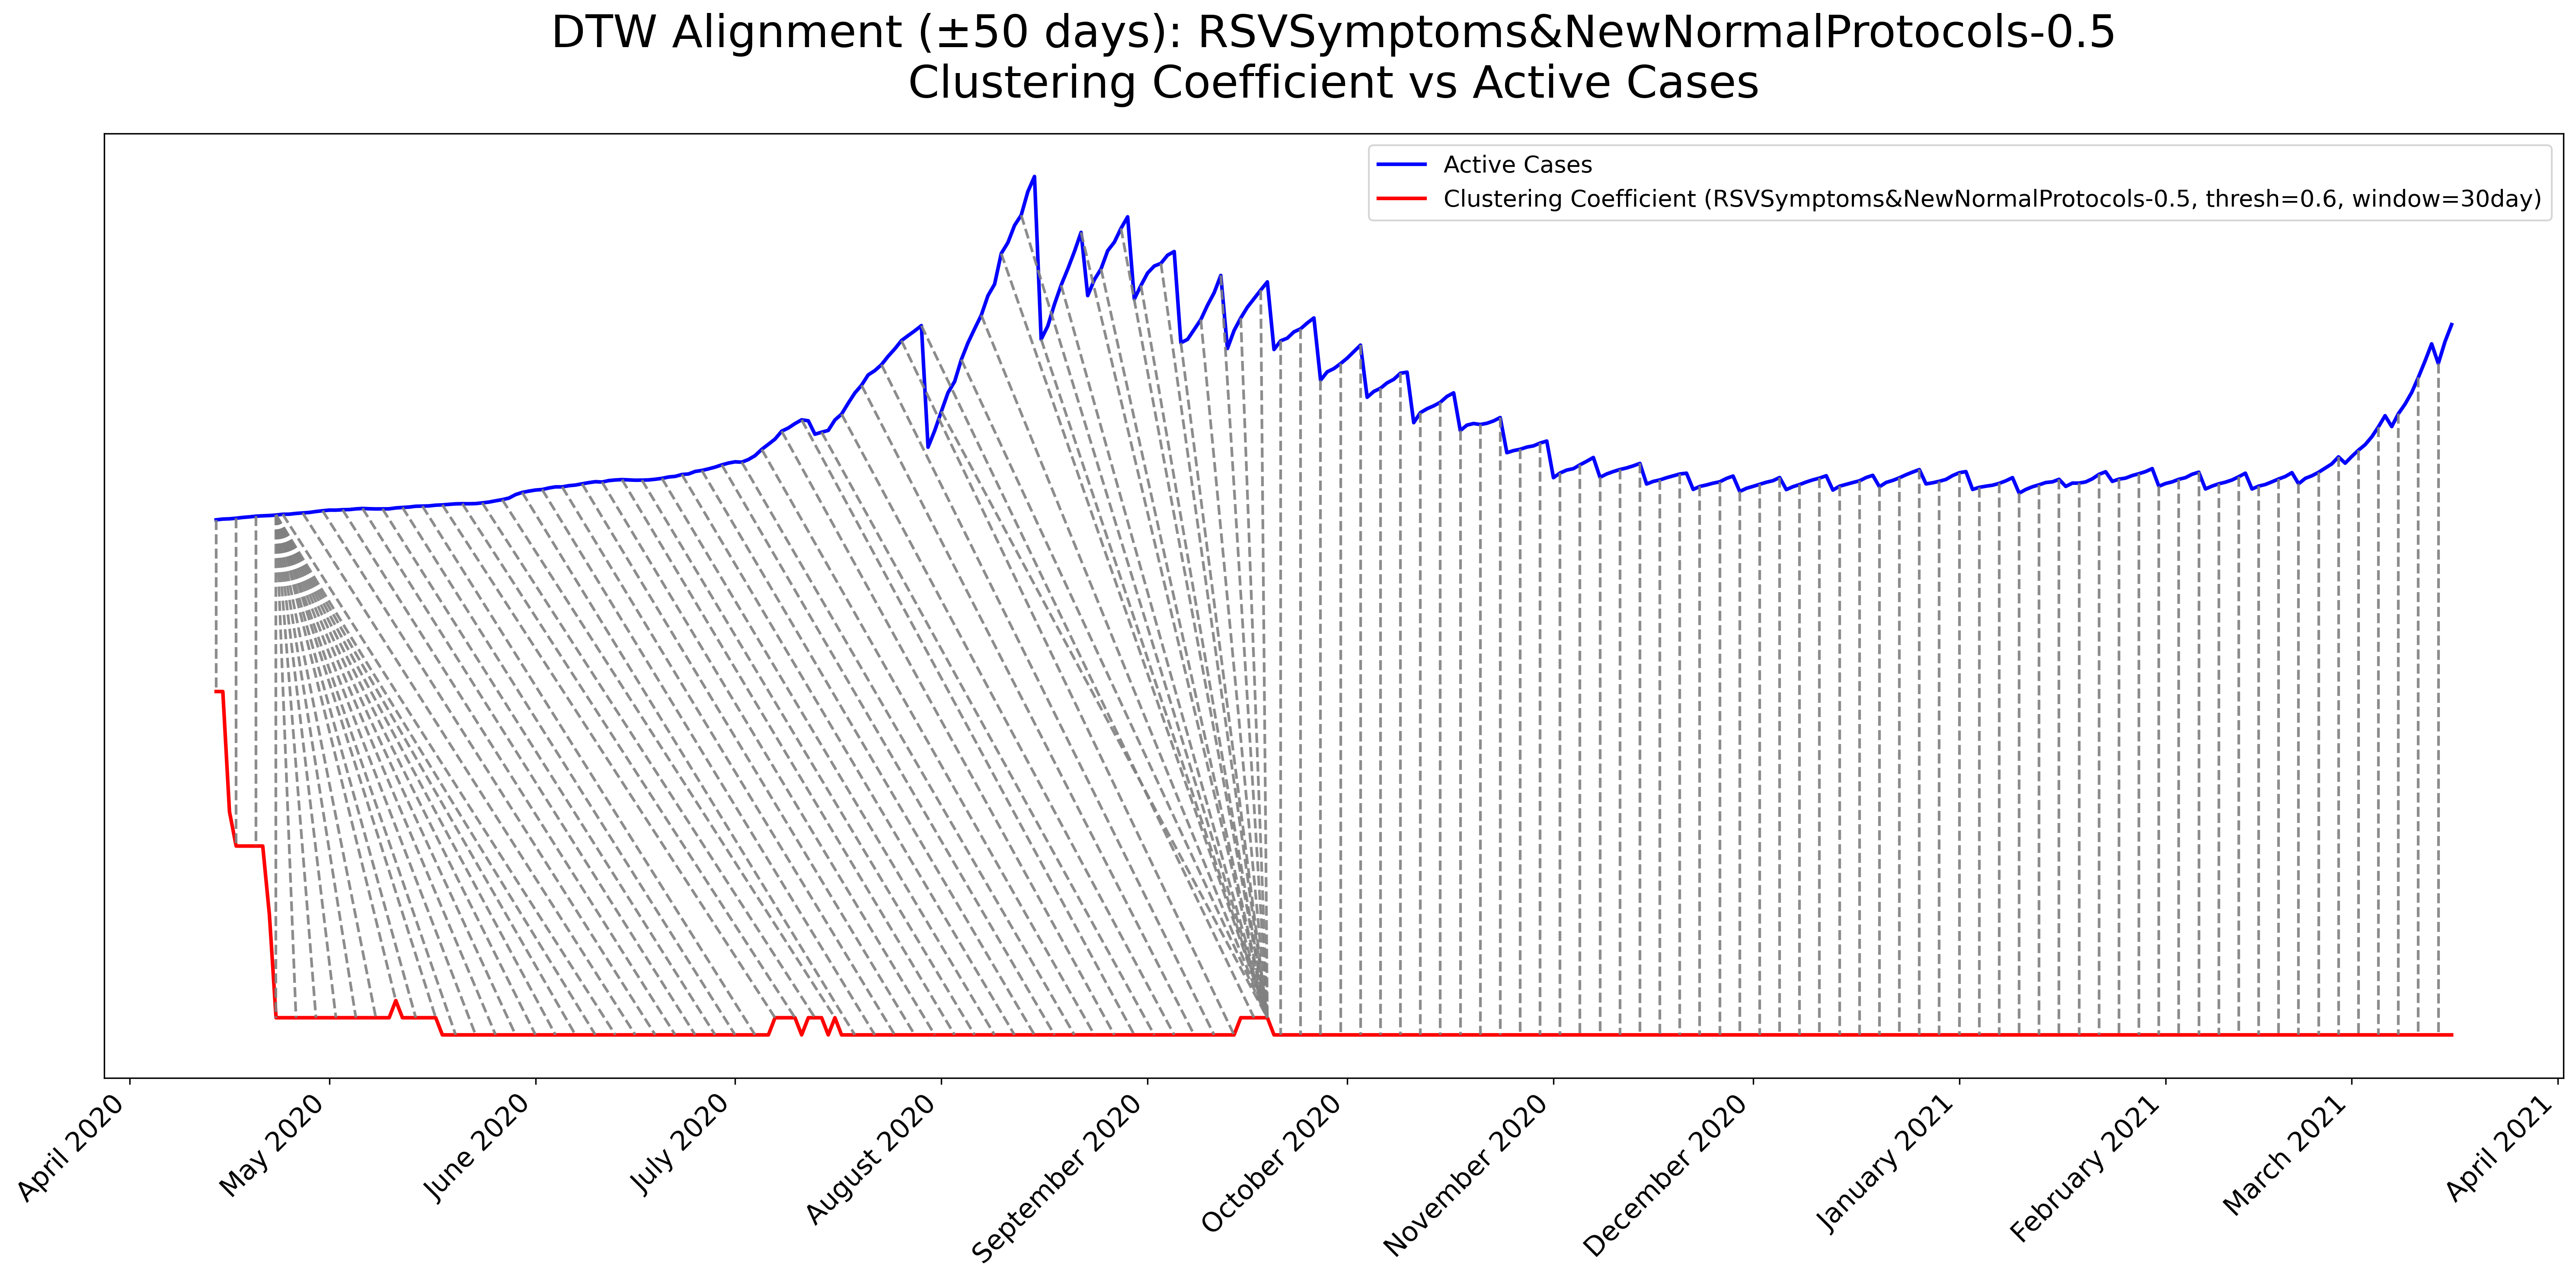 DTW Alignment (±50 days): RSVSymptoms&NewNormalProtocols-0.5
Clustering Coefficient vs Active Cases
Active Cases
Clustering Coefficient (RSVSymptoms&NewNormalProtocols-0.5, thresh=0.6, window=30day)
April 2020
May 2020
June 2020
July 2020
August 2020
September 2020
October 2020
November 2020
December 2020
January 2021
February 2021
March 2021
April 2021